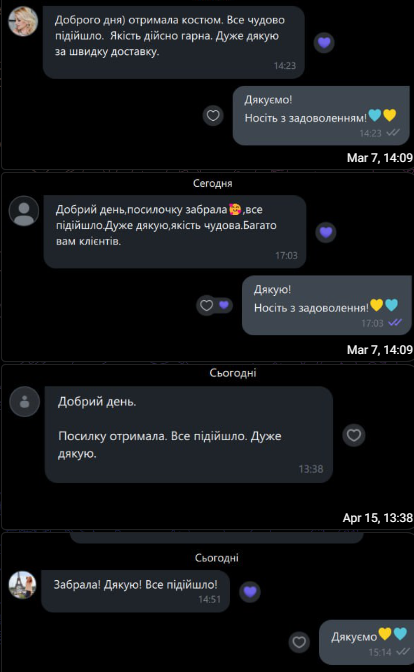 Доброго дня) отримала костюм. Все чудово
підійшло. Якість дійсно гарна. Дуже дякую
за швидку доставку.
14:23
Дякуємо!
Носіть з задоволенням!🩵💛
14:23
Mar 7, 14:09
Сегодня
Добрий день,посилочку забрала🥰,все
підійшло.Дуже дякую,якість чудова.Багато
вам клієнтів.
17:03
Дякую!
Носіть з задоволення!💛🩵
17:03
Mar 7, 14:09
Сьогодні
Добрий день.
Посилку отримала. Все підійшло. Дуже
дякую.
13:38
Apr 15, 13:38
Сьогодні
Забрала! Дякую! Все підійшло!
14:51
Дякуємо💛🩵
15:14